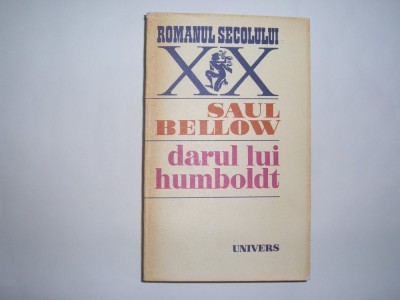 ROMANUL SECOLULUI
XX
SAUL
BELLOW
darul lui
humboldt
UNIVERS